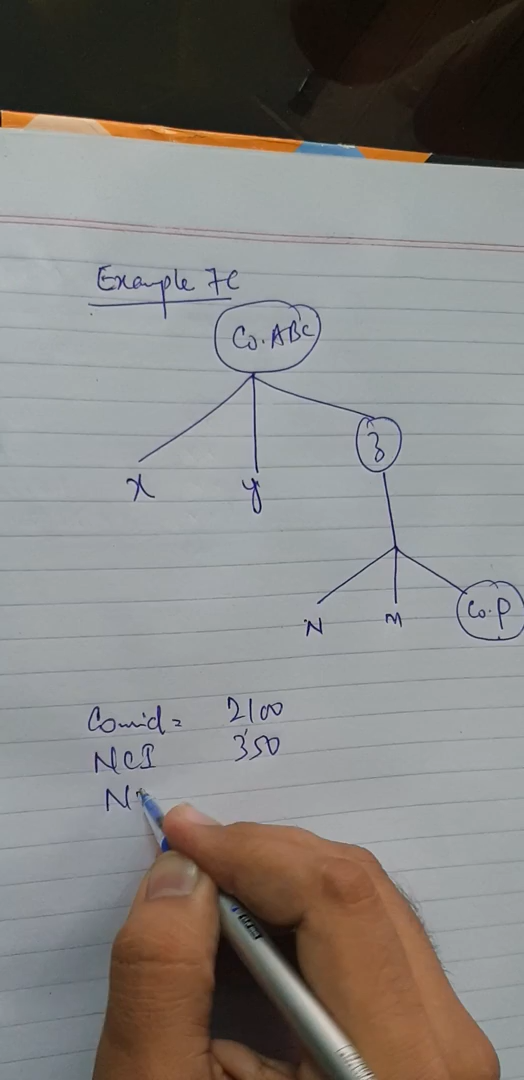 Example 7C
Co. ABC
x y z
N M Co. P
Consid = 2100
NCI 350
N